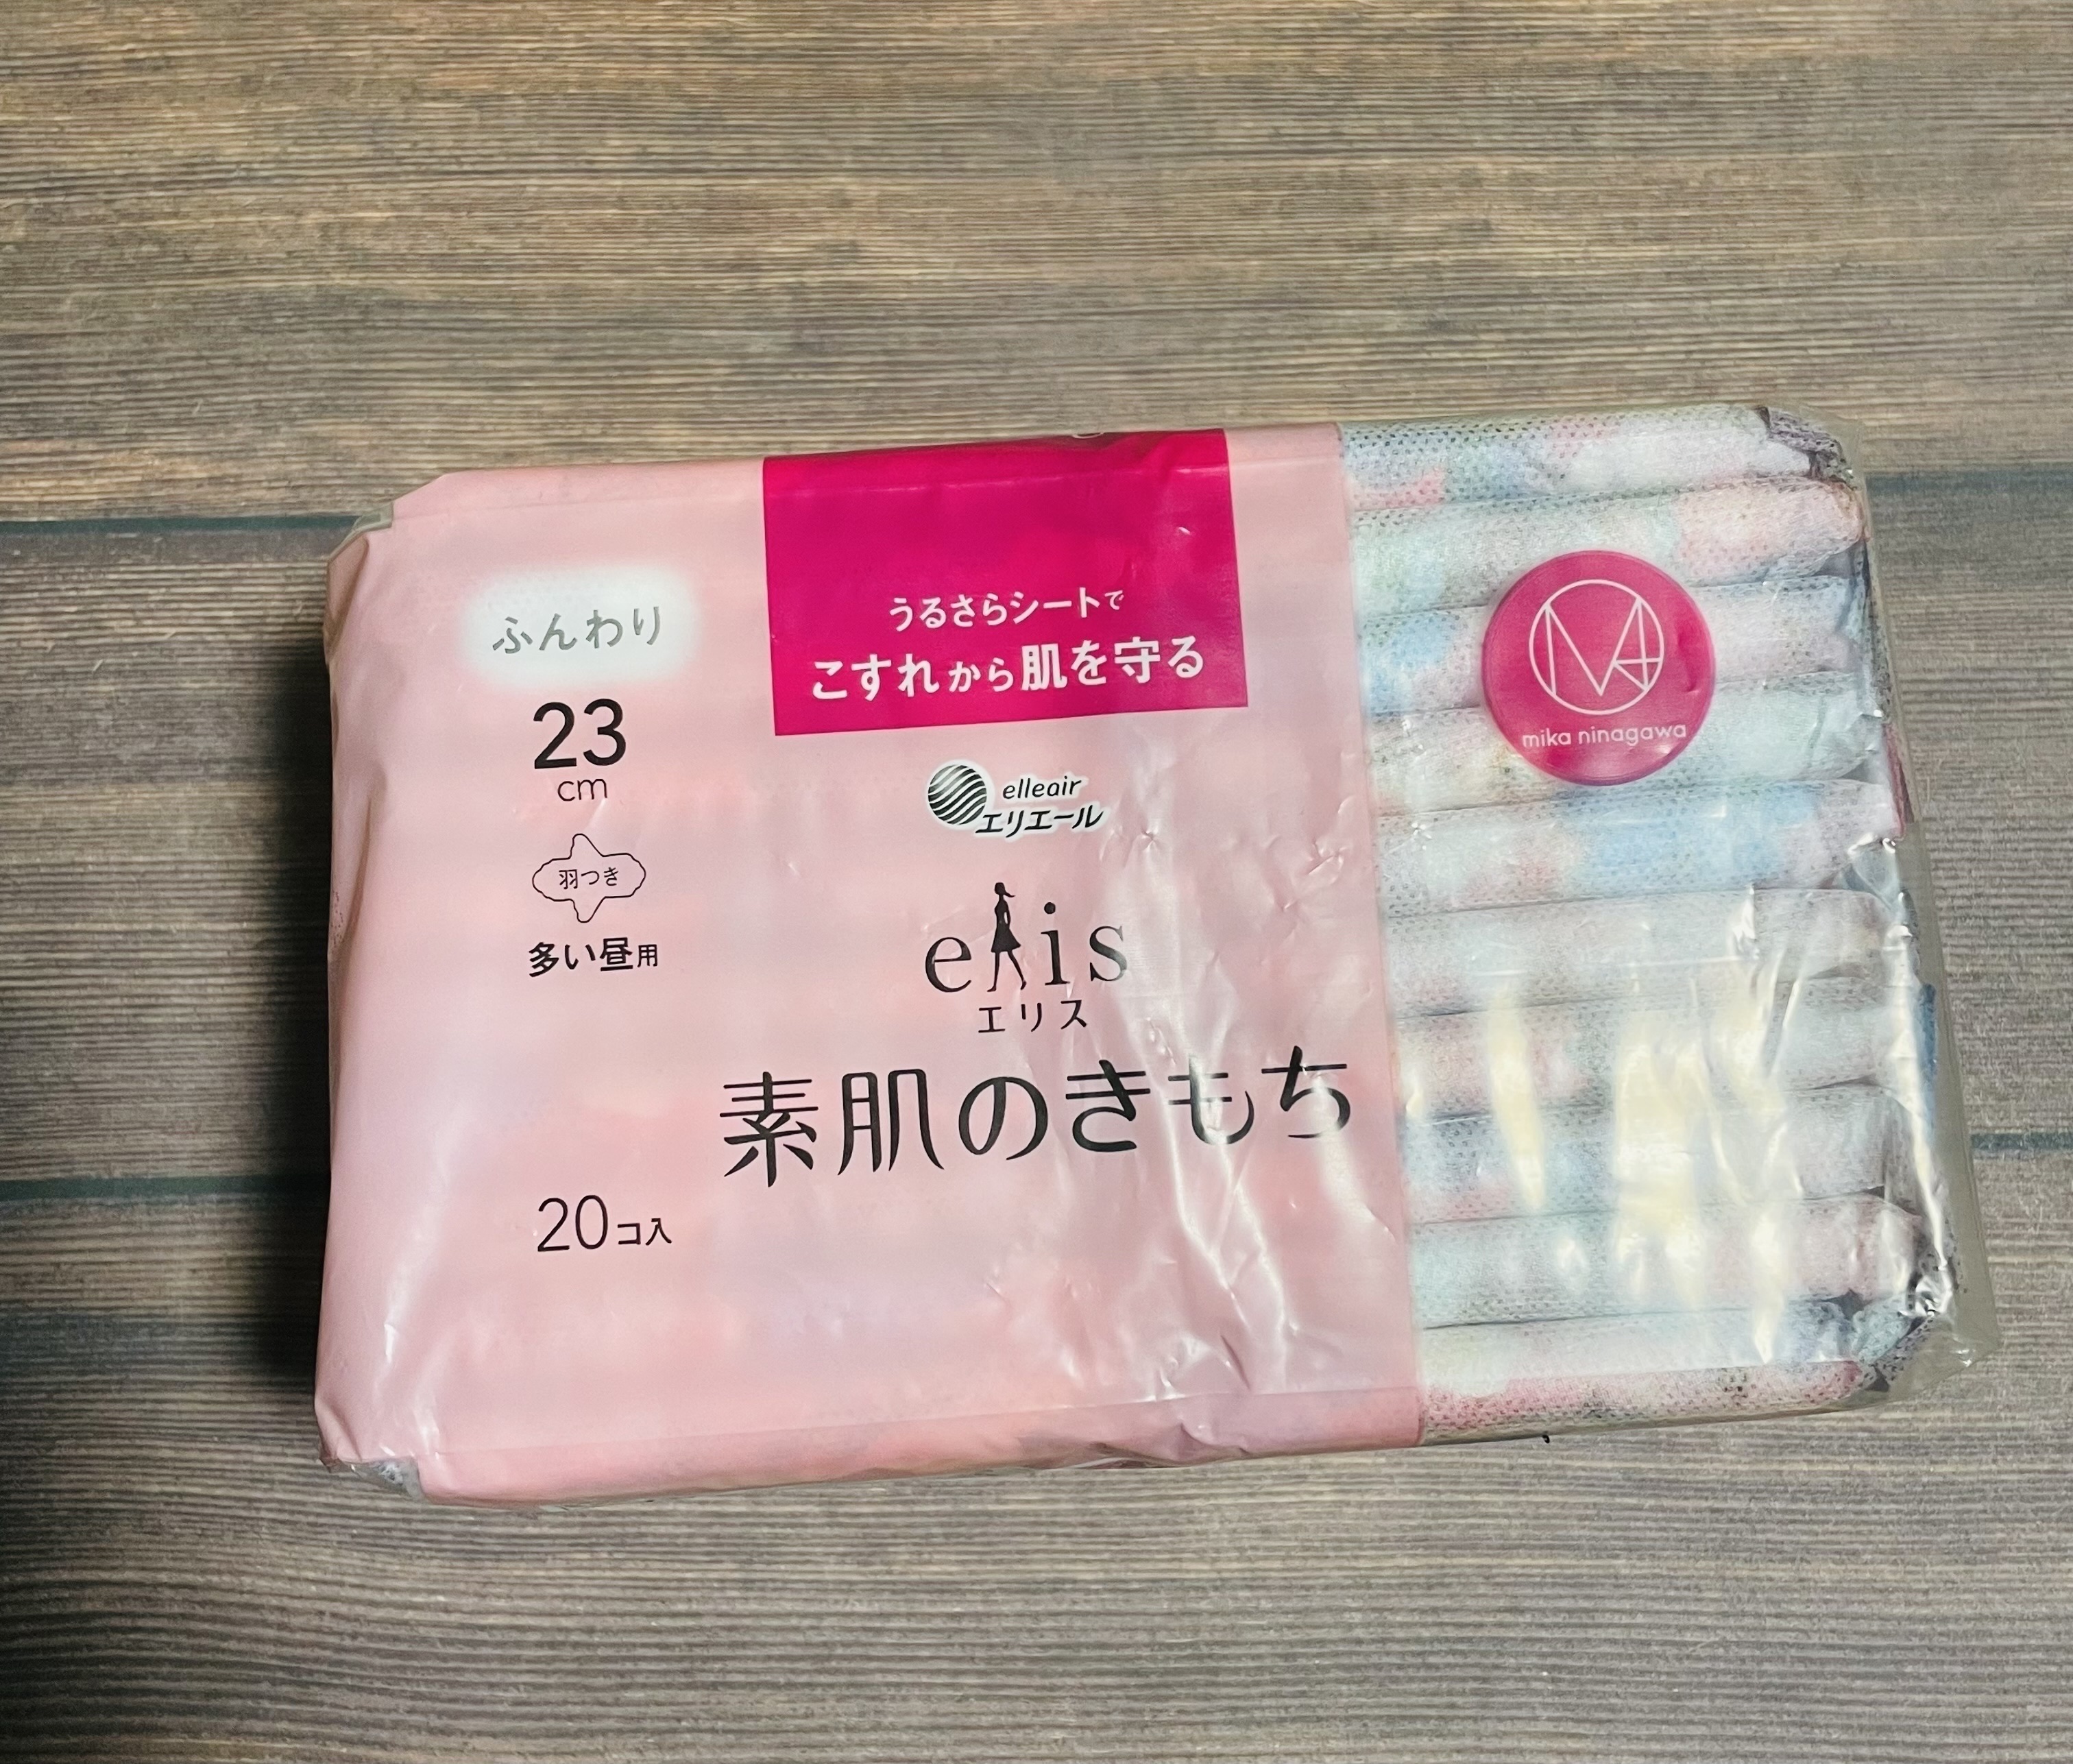 ふんわり
23
cm
羽つき
多い昼用
20コ入
うるさらシートで
こすれから肌を守る
elleair
エリエール
elis
エリス
素肌のきもち
mika ninagawa